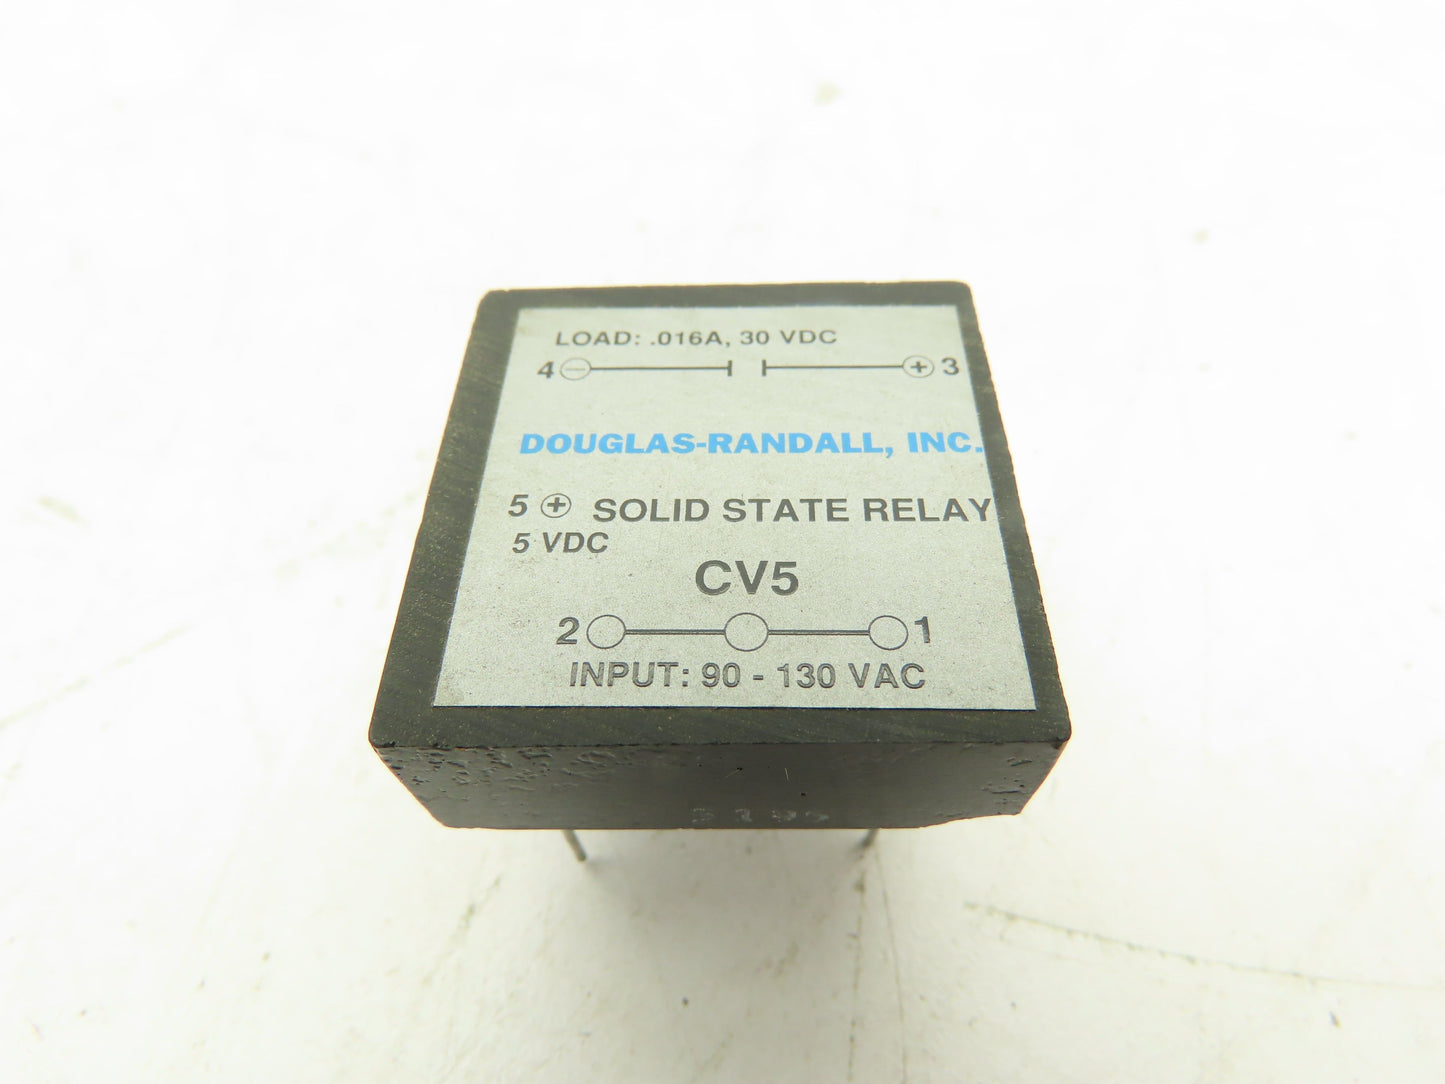 LOAD: .016A, 30 VDC
4 − + 3
DOUGLAS-RANDALL, INC.
5 + SOLID STATE RELAY
5 VDC
CV5
2 1
INPUT: 90 - 130 VAC